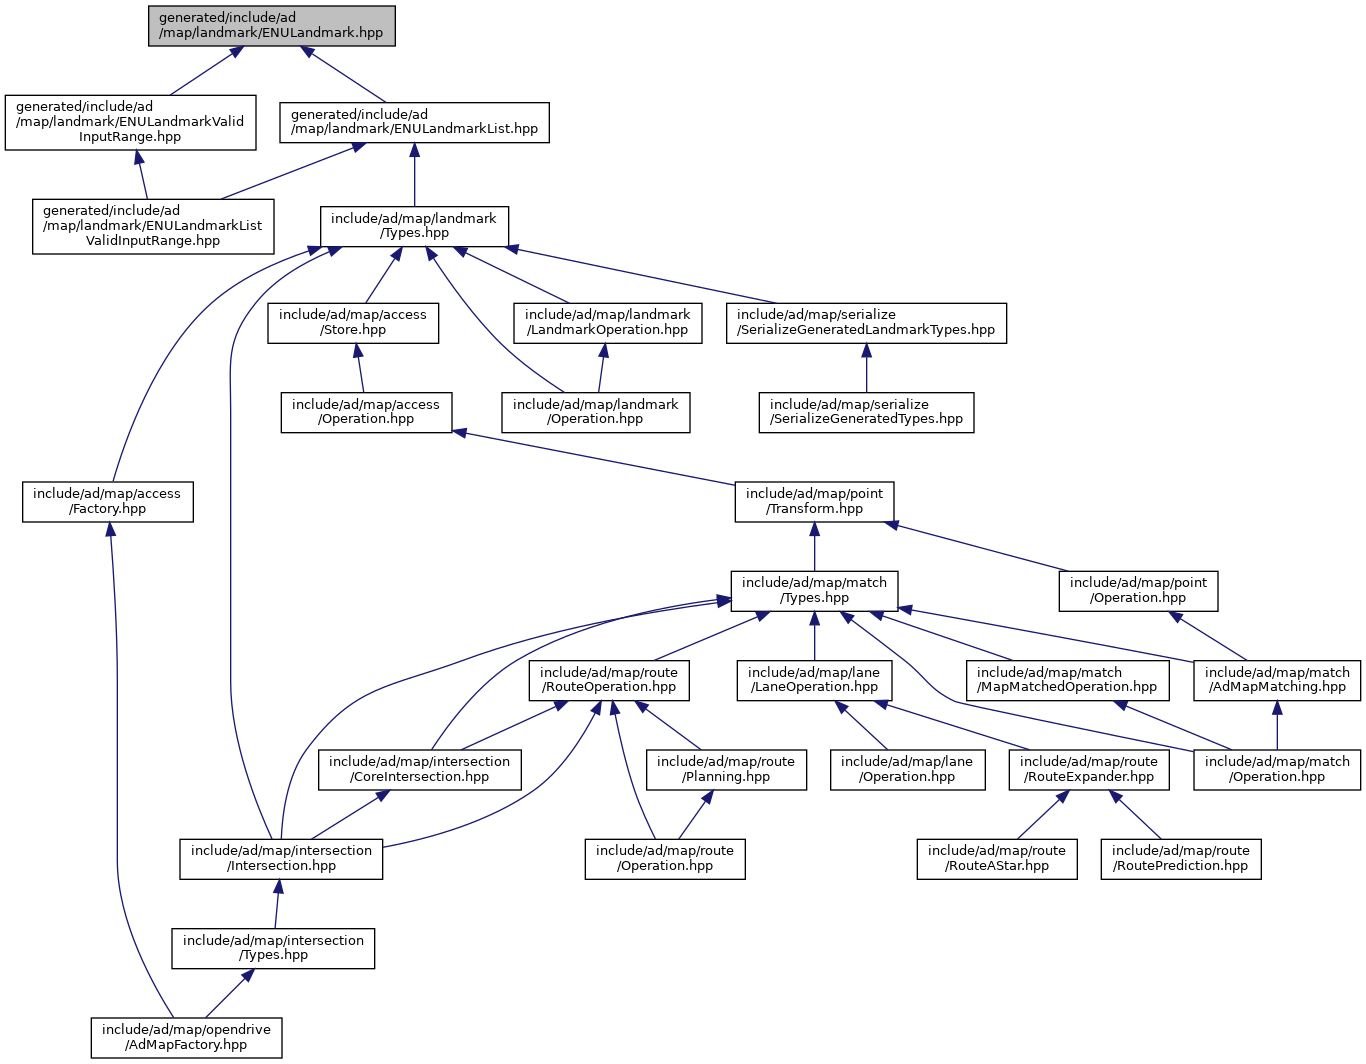 generated/include/ad
/map/landmark/ENULandmark.hpp
generated/include/ad
/map/landmark/ENULandmarkValid
InputRange.hpp
generated/include/ad
/map/landmark/ENULandmarkList.hpp
generated/include/ad
/map/landmark/ENULandmarkList
ValidInputRange.hpp
include/ad/map/landmark
/Types.hpp
include/ad/map/access
/Store.hpp
include/ad/map/landmark
/LandmarkOperation.hpp
include/ad/map/serialize
/SerializeGeneratedLandmarkTypes.hpp
include/ad/map/access
/Operation.hpp
include/ad/map/landmark
/Operation.hpp
include/ad/map/serialize
/SerializeGeneratedTypes.hpp
include/ad/map/access
/Factory.hpp
include/ad/map/point
/Transform.hpp
include/ad/map/match
/Types.hpp
include/ad/map/point
/Operation.hpp
include/ad/map/route
/RouteOperation.hpp
include/ad/map/lane
/LaneOperation.hpp
include/ad/map/match
/MapMatchedOperation.hpp
include/ad/map/match
/AdMapMatching.hpp
include/ad/map/intersection
/CoreIntersection.hpp
include/ad/map/route
/Planning.hpp
include/ad/map/lane
/Operation.hpp
include/ad/map/route
/RouteExpander.hpp
include/ad/map/match
/Operation.hpp
include/ad/map/intersection
/Intersection.hpp
include/ad/map/route
/Operation.hpp
include/ad/map/route
/RouteAStar.hpp
include/ad/map/route
/RoutePrediction.hpp
include/ad/map/intersection
/Types.hpp
include/ad/map/opendrive
/AdMapFactory.hpp